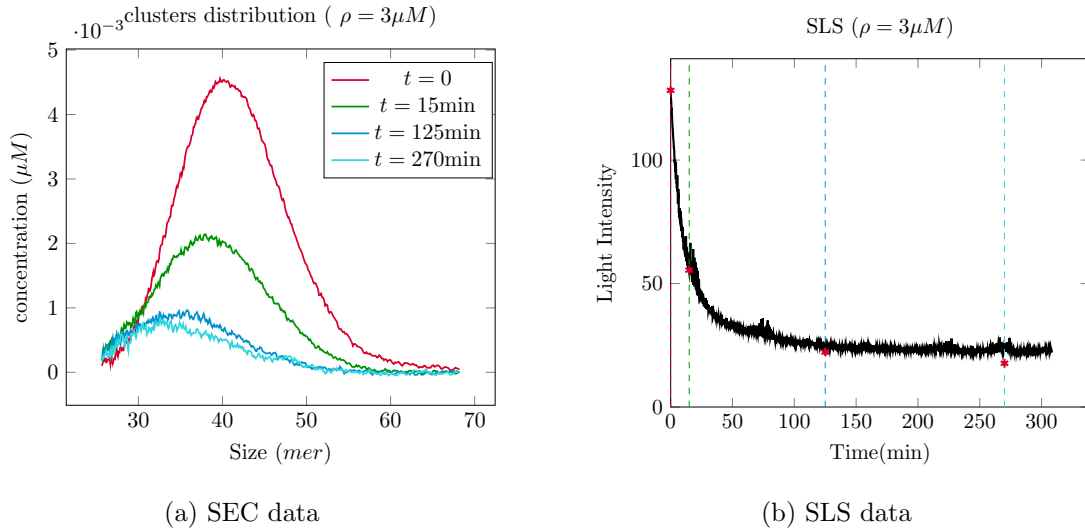 clusters distribution ( ρ = 3μM)
·10⁻³
5
4
3
2
1
0
concentration (μM)
30 40 50 60 70
Size (mer)
t = 0
t = 15min
t = 125min
t = 270min
(a) SEC data
SLS (ρ = 3μM)
100
50
0
Light Intensity
0 50 100 150 200 250 300
Time(min)
(b) SLS data